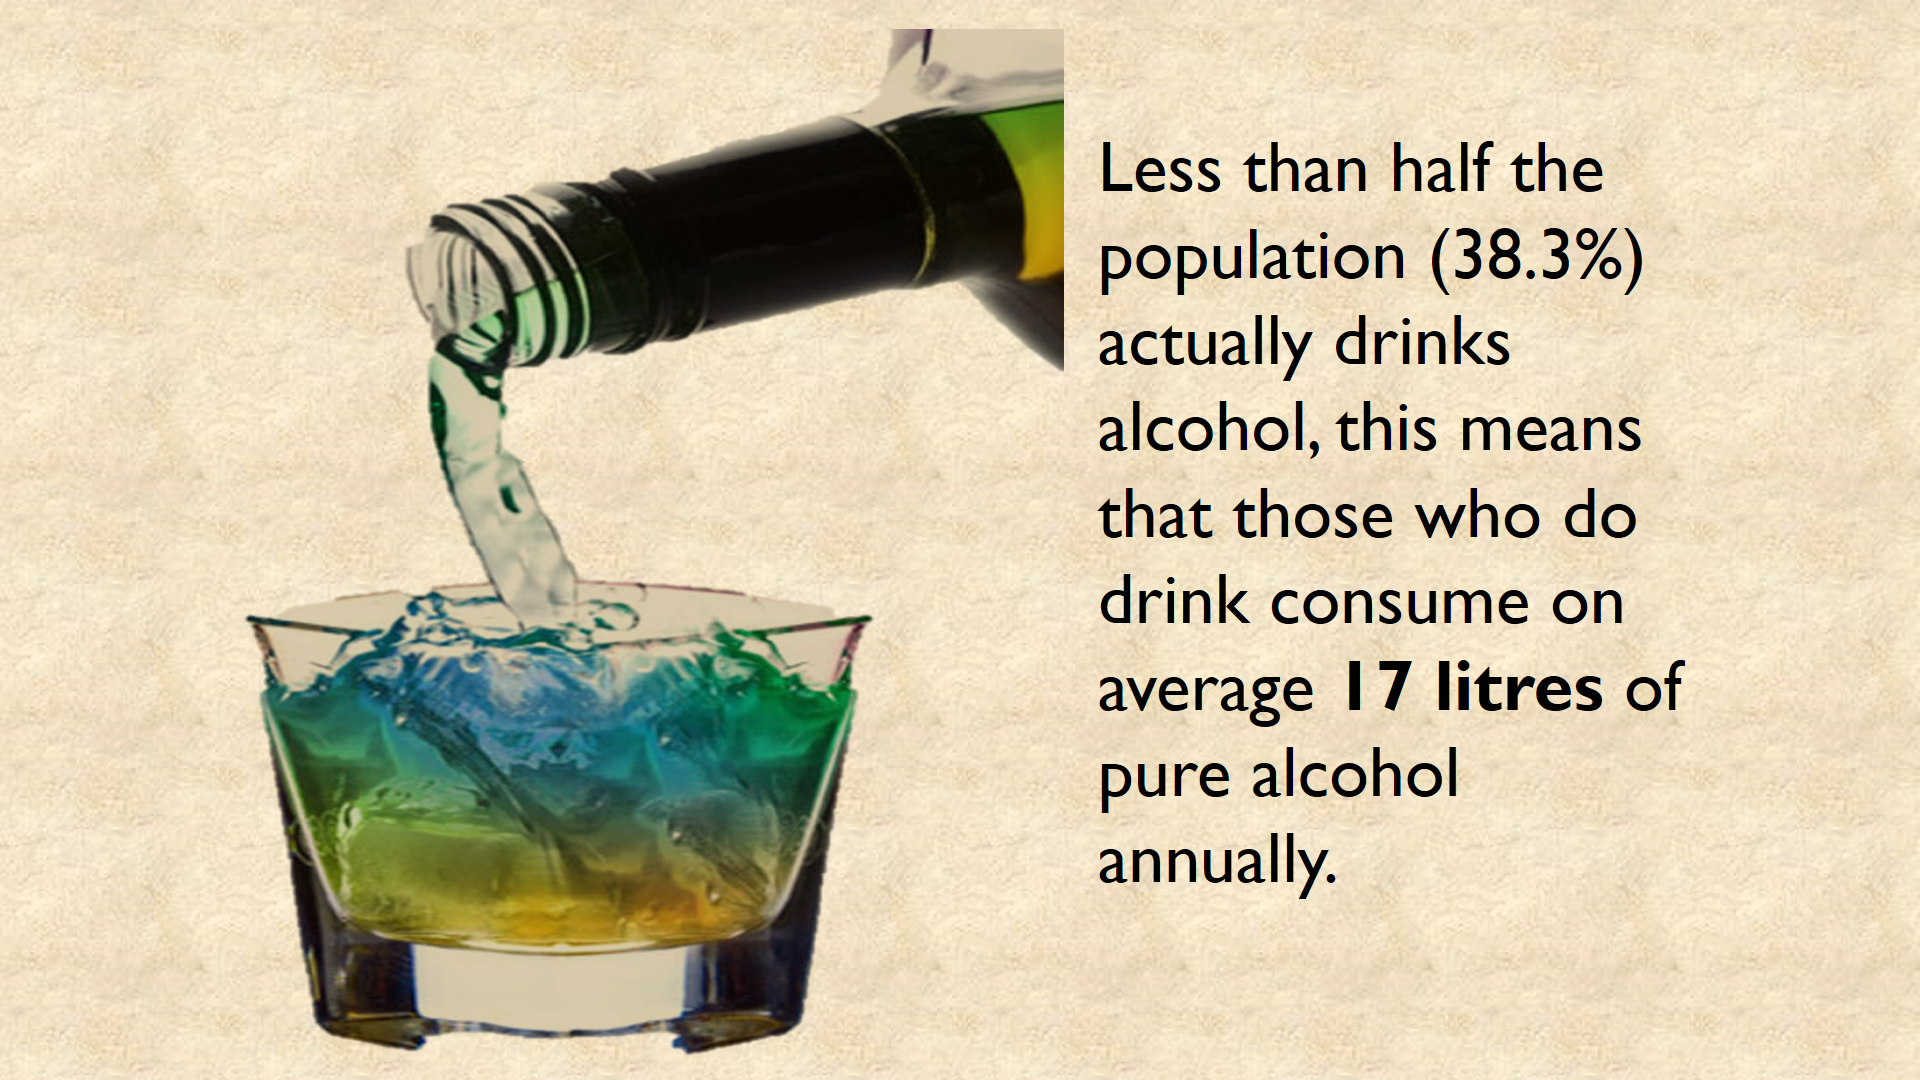 Less than half the
population (38.3%)
actually drinks
alcohol, this means
that those who do
drink consume on
average 17 litres of
pure alcohol
annually.